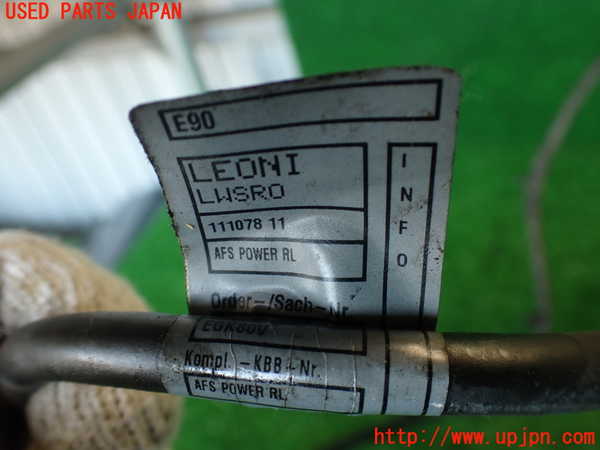 USED PARTS JAPAN
E90
LEONI
LWSRO
111078 11
AFS POWER RL
I
N
F
O
Order-/Sach-Nr
Kompl.-KBB-Nr.
AFS POWER RL
http://www.upjpn.com